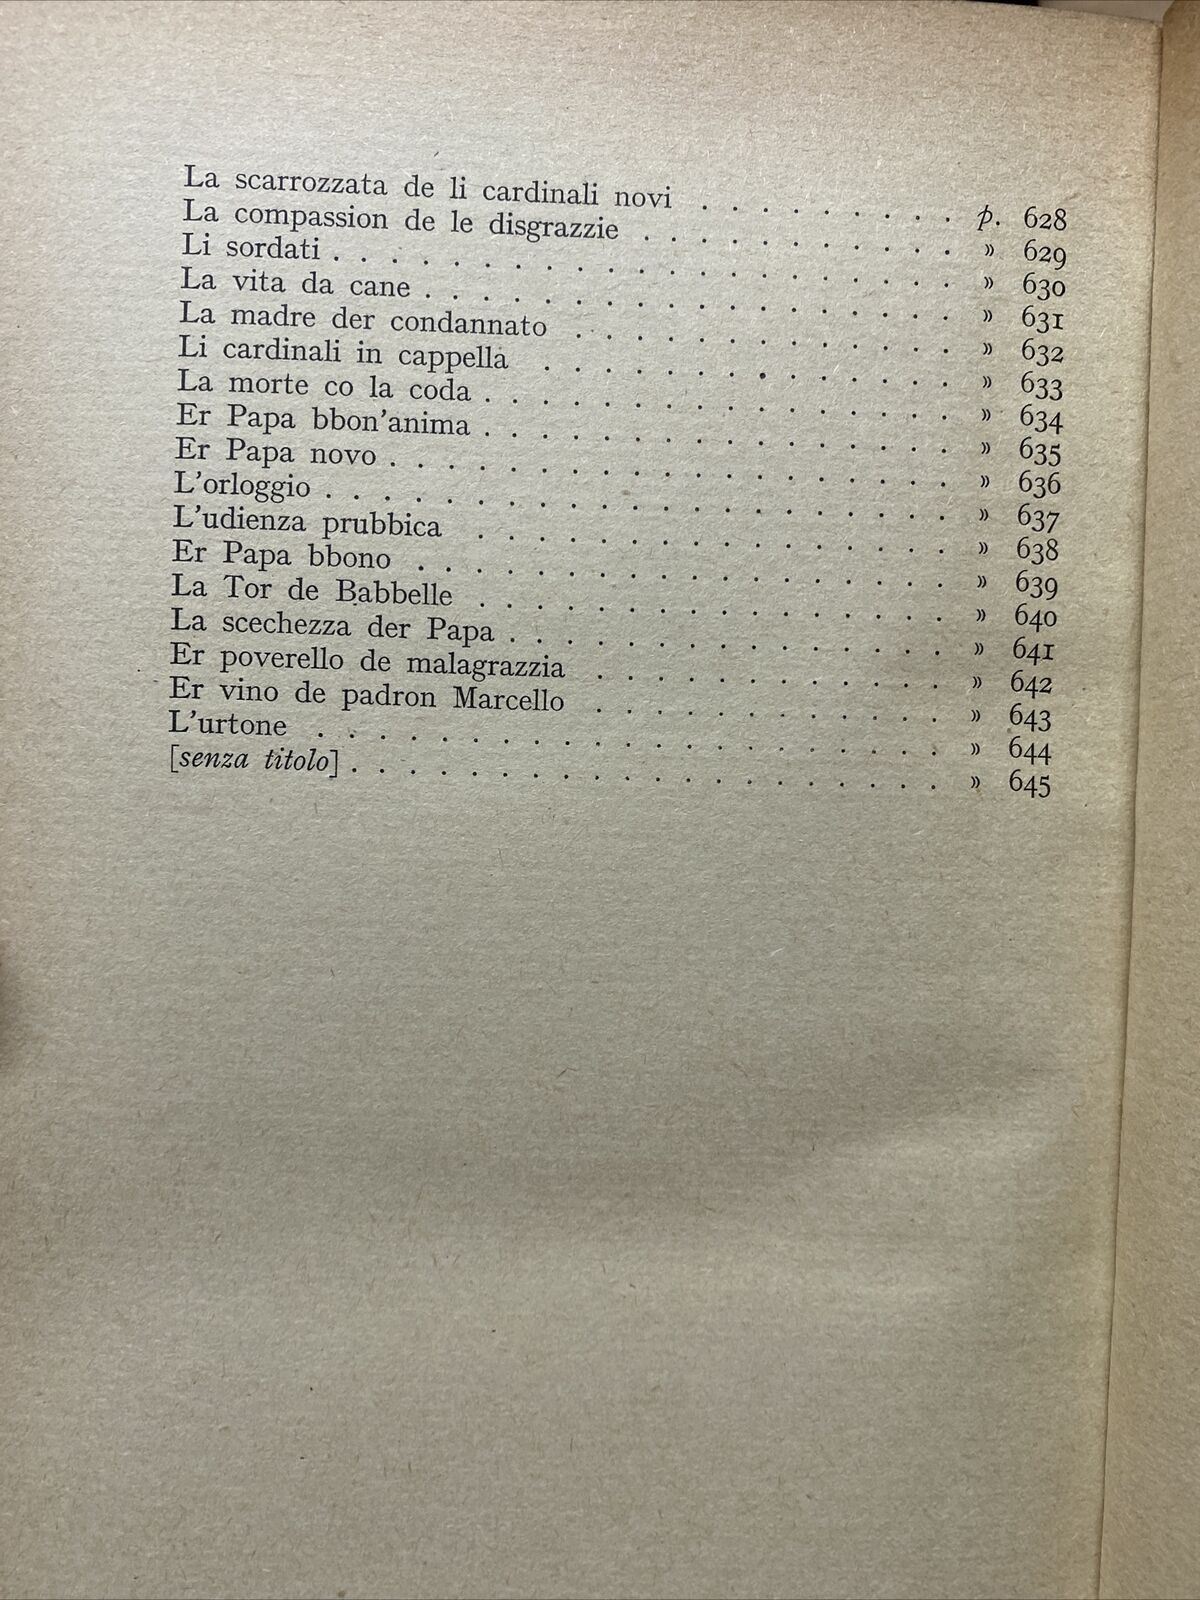 La scarrozzata de li cardinali novi . . . . . . . . . p. 628
La compassion de le disgrazzie . . . . . . . . . . . » 629
Li sordati . . . . . . . . . . . . . . . . . . . . . » 630
La vita da cane . . . . . . . . . . . . . . . . . . » 631
La madre der condannato . . . . . . . . . . . . . » 632
Li cardinali in cappella . . . . . . . . . . . . . . » 633
La morte co la coda . . . . . . . . . . . . . . . . » 634
Er Papa bbon'anima . . . . . . . . . . . . . . . . » 635
Er Papa novo . . . . . . . . . . . . . . . . . . . » 636
L'orloggio . . . . . . . . . . . . . . . . . . . . . » 637
L'udienza prubbica . . . . . . . . . . . . . . . . » 638
Er Papa bbono . . . . . . . . . . . . . . . . . . » 639
La Tor de Babbelle . . . . . . . . . . . . . . . . » 640
La scechezza der Papa . . . . . . . . . . . . . . . » 641
Er poverello de malagrazzia . . . . . . . . . . . . » 642
Er vino de padron Marcello . . . . . . . . . . . . » 643
L'urtone . . . . . . . . . . . . . . . . . . . . . » 644
[senza titolo] . . . . . . . . . . . . . . . . . . . . » 645